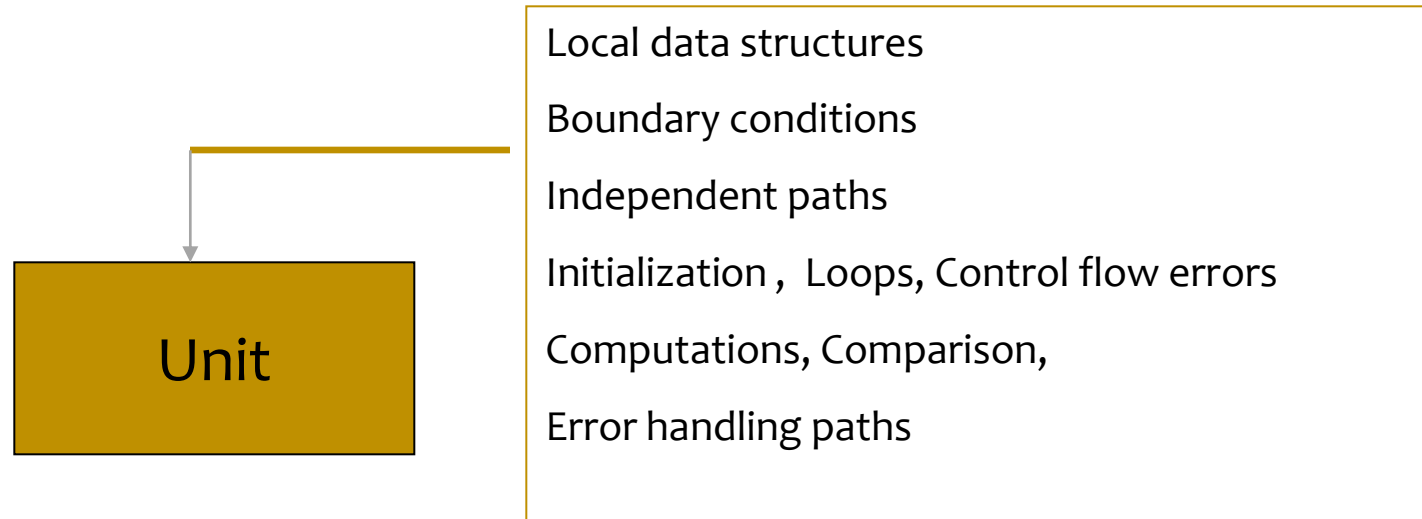 Local data structures
Boundary conditions
Independent paths
Initialization , Loops, Control flow errors
Computations, Comparison,
Error handling paths
Unit